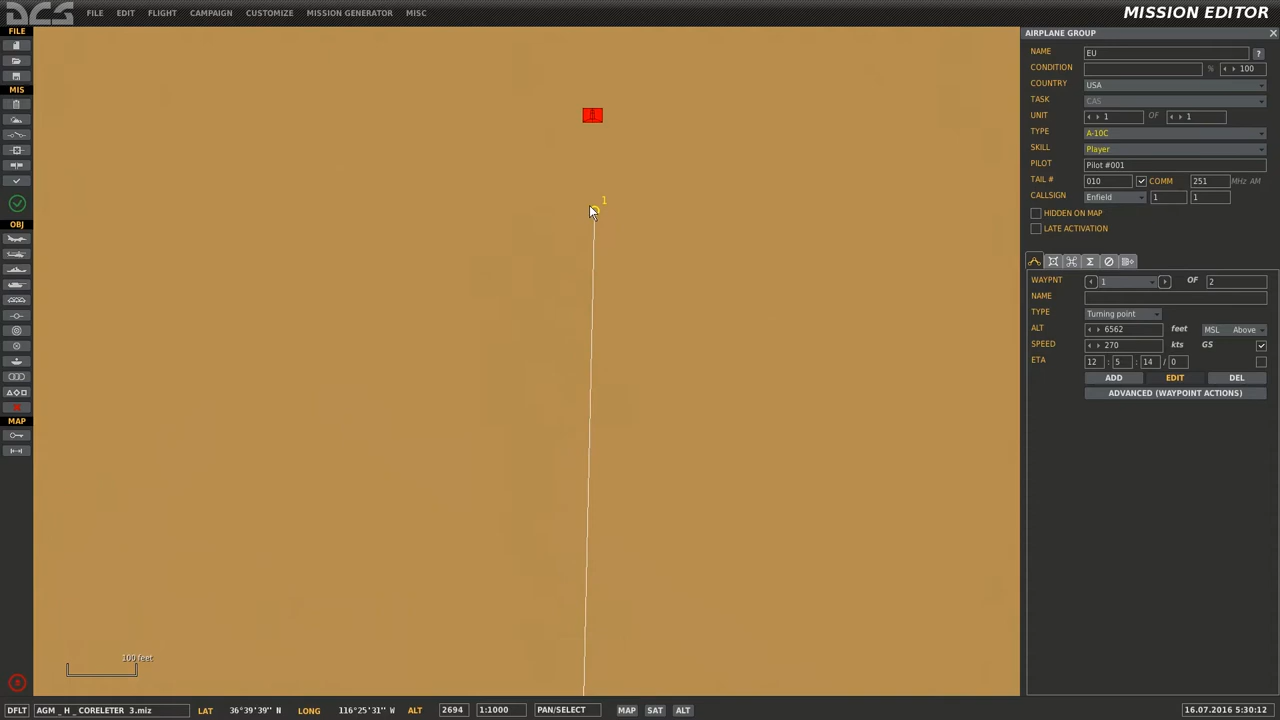 DCS FILE EDIT FLIGHT CAMPAIGN CUSTOMIZE MISSION GENERATOR MISC MISSION EDITOR
FILE
MIS
OBJ
MAP
1
100 feet
AIRPLANE GROUP
NAME EU ?
CONDITION % 100
COUNTRY USA
TASK CAS
UNIT 1 OF 1
TYPE A-10C
SKILL Player
PILOT Pilot #001
TAIL # 010 COMM 251 MHz AM
CALLSIGN Enfield 1 1
HIDDEN ON MAP
LATE ACTIVATION
WAYPNT 1 OF 2
NAME
TYPE Turning point
ALT 6562 feet MSL Above
SPEED 270 kts GS
ETA 12 : 5 : 14 / 0
ADD EDIT DEL
ADVANCED (WAYPOINT ACTIONS)
DFLT AGM _ H _ CORELETER 3.miz LAT 36°39'39" N LONG 116°25'31" W ALT 2694 1:1000 PAN/SELECT MAP SAT ALT 16.07.2016 5:30:12